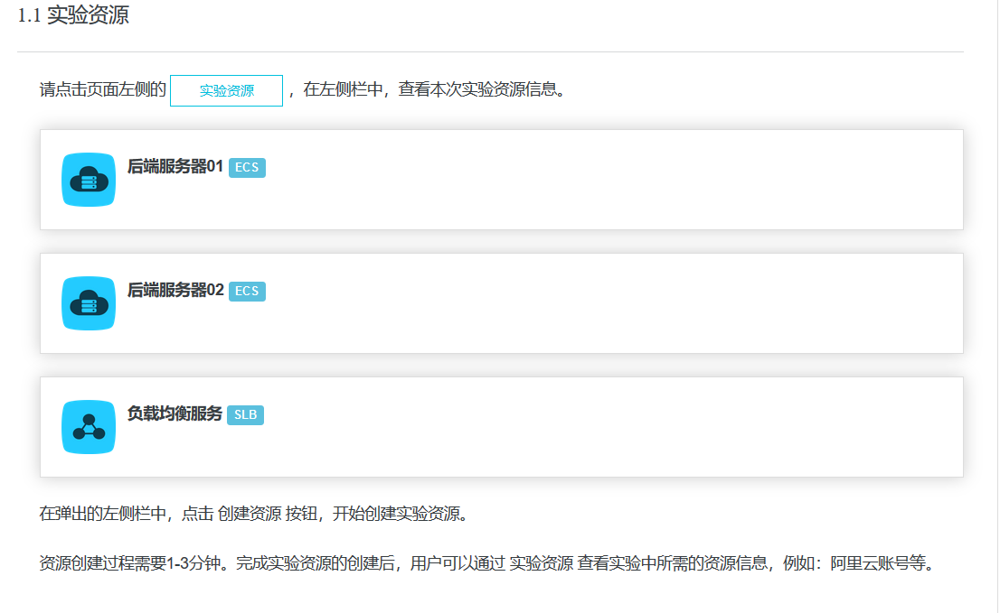 1.1 实验资源
请点击页面左侧的 实验资源 ，在左侧栏中，查看本次实验资源信息。
后端服务器01 ECS
后端服务器02 ECS
负载均衡服务 SLB
在弹出的左侧栏中，点击 创建资源 按钮，开始创建实验资源。
资源创建过程需要1-3分钟。完成实验资源的创建后，用户可以通过 实验资源 查看实验中所需的资源信息，例如：阿里云账号等。